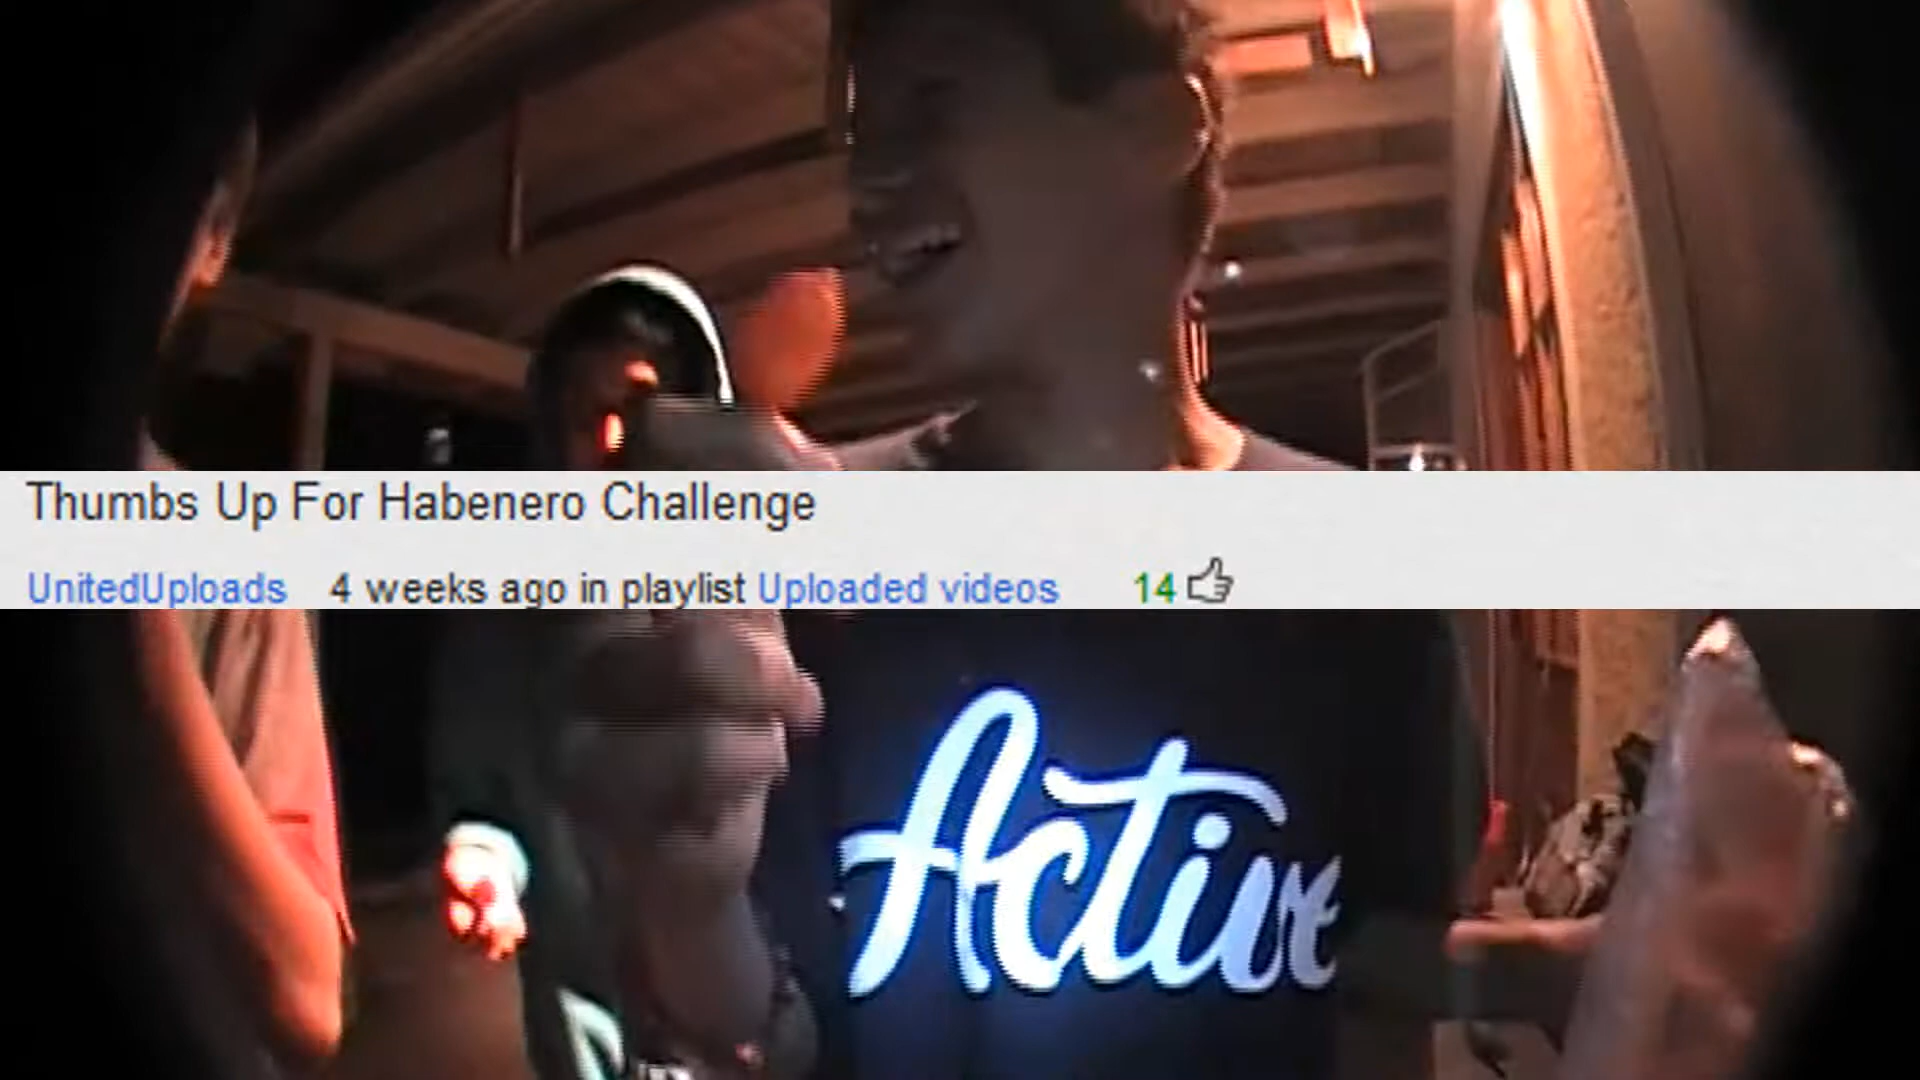 Thumbs Up For Habenero Challenge
UnitedUploads 4 weeks ago in playlist Uploaded videos 14
Active